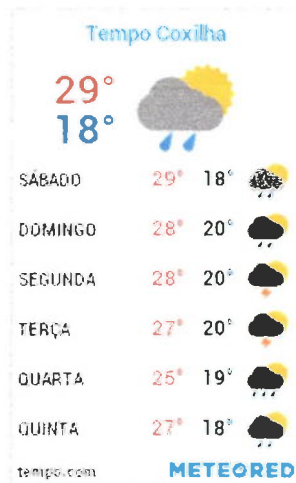 Tempo Coxilha
29°
18°
SÁBADO 29° 18°
DOMINGO 28° 20°
SEGUNDA 28° 20°
TERÇA 27° 20°
QUARTA 25° 19°
QUINTA 27° 18°
tempo.com METEORED